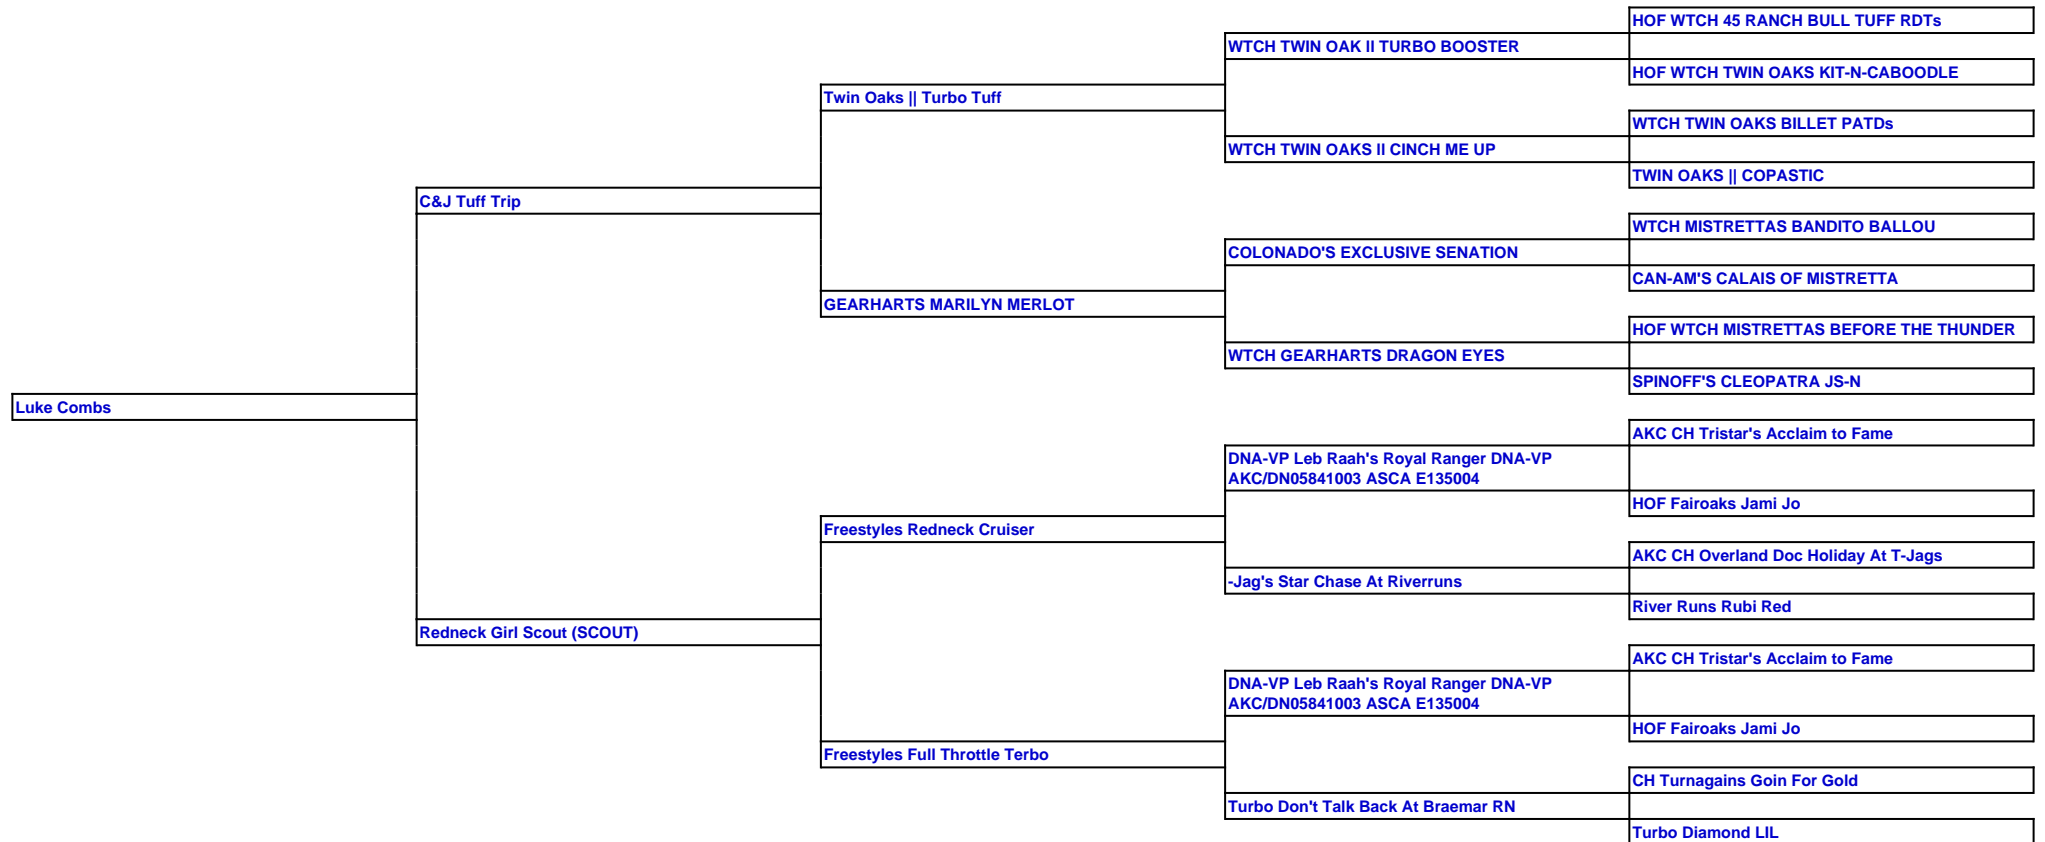 HOF WTCH 45 RANCH BULL TUFF RDTs
WTCH TWIN OAK II TURBO BOOSTER
HOF WTCH TWIN OAKS KIT-N-CABOODLE
Twin Oaks || Turbo Tuff
WTCH TWIN OAKS BILLET PATDs
WTCH TWIN OAKS II CINCH ME UP
TWIN OAKS || COPASTIC
C&J Tuff Trip
WTCH MISTRETTAS BANDITO BALLOU
COLONADO'S EXCLUSIVE SENATION
CAN-AM'S CALAIS OF MISTRETTA
GEARHARTS MARILYN MERLOT
HOF WTCH MISTRETTAS BEFORE THE THUNDER
WTCH GEARHARTS DRAGON EYES
SPINOFF'S CLEOPATRA JS-N
Luke Combs
AKC CH Tristar's Acclaim to Fame
DNA-VP Leb Raah's Royal Ranger DNA-VP
AKC/DN05841003 ASCA E135004
HOF Fairoaks Jami Jo
Freestyles Redneck Cruiser
AKC CH Overland Doc Holiday At T-Jags
-Jag's Star Chase At Riverruns
River Runs Rubi Red
Redneck Girl Scout (SCOUT)
AKC CH Tristar's Acclaim to Fame
DNA-VP Leb Raah's Royal Ranger DNA-VP
AKC/DN05841003 ASCA E135004
HOF Fairoaks Jami Jo
Freestyles Full Throttle Terbo
CH Turnagains Goin For Gold
Turbo Don't Talk Back At Braemar RN
Turbo Diamond LIL